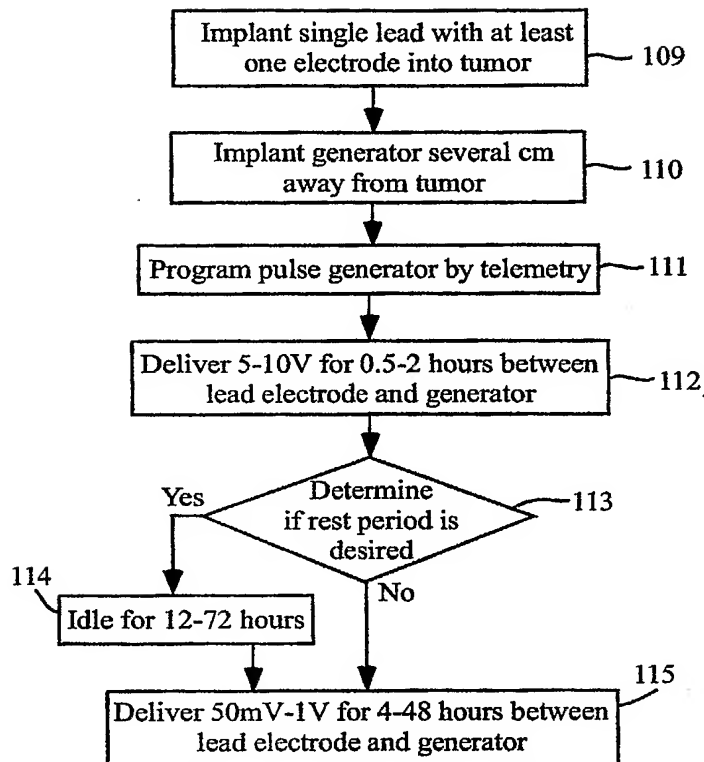 Implant single lead with at least
one electrode into tumor
109
Implant generator several cm
away from tumor
110
Program pulse generator by telemetry
111
Deliver 5-10V for 0.5-2 hours between
lead electrode and generator
112
Determine
if rest period is
desired
113
Yes
No
114
Idle for 12-72 hours
115
Deliver 50mV-1V for 4-48 hours between
lead electrode and generator